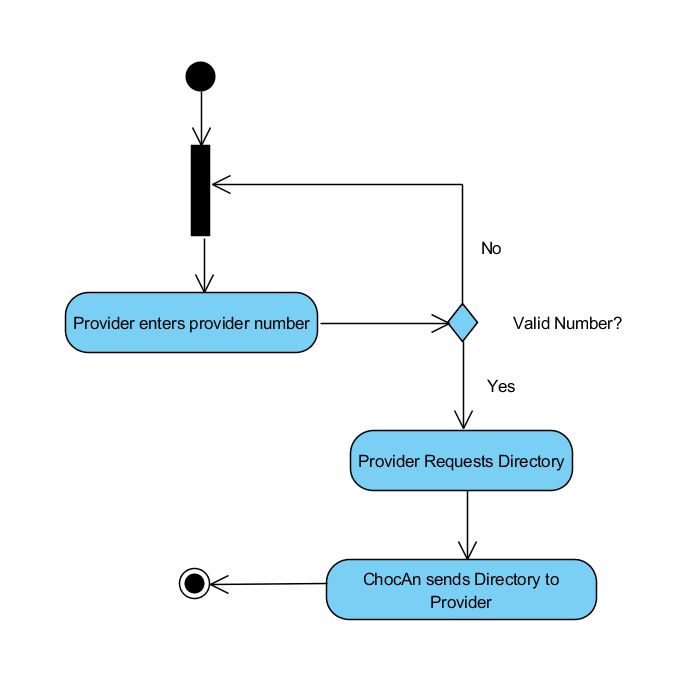 No
Provider enters provider number
Valid Number?
Yes
Provider Requests Directory
ChocAn sends Directory to
Provider